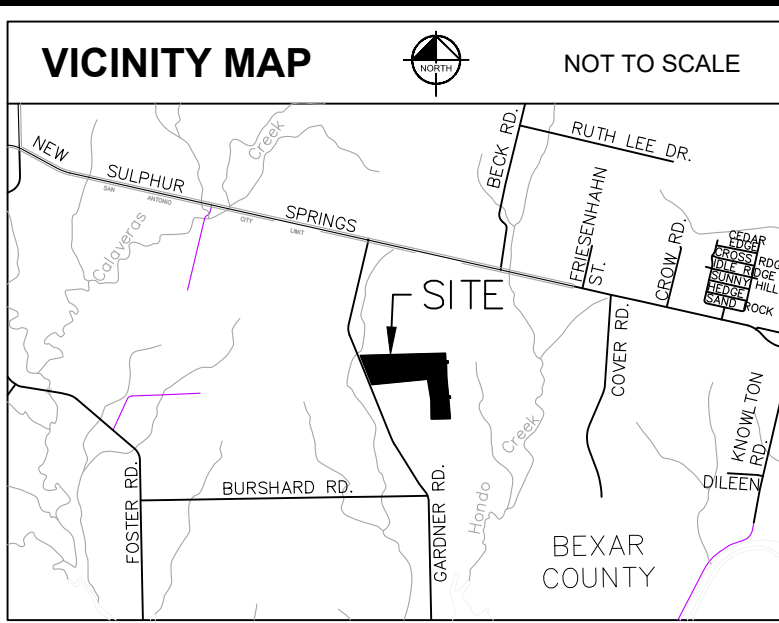 VICINITY MAP
NORTH
NOT TO SCALE
NEW
SULPHUR
SPRINGS
SAN
ANTONIO
CITY
LIMIT
Creek
Calaveras
BECK RD.
RUTH LEE DR.
FRIESENHAHN
ST.
CROW RD.
CEDAR
EDGE
CROSS RDG
IDLE RIDGE
SUNNY HILL
HEDGE
SAND ROCK
SITE
COVER RD.
KNOWLTON
RD.
DILEEN
Creek
Hondo
FOSTER RD.
BURSHARD RD.
GARDNER RD.
BEXAR
COUNTY